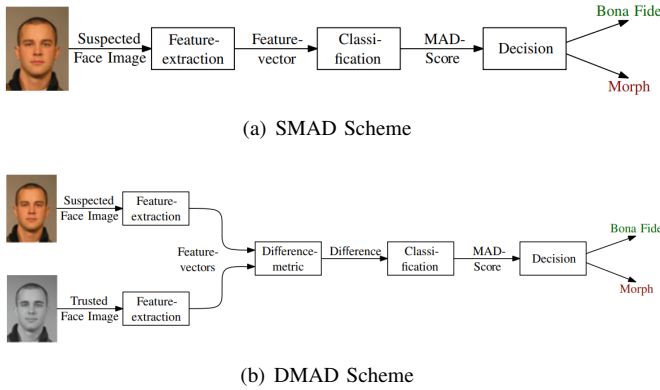 Suspected
Face Image
Feature-
extraction
Feature-
vector
Classi-
fication
MAD-
Score
Decision
Bona Fide
Morph
(a) SMAD Scheme
Suspected
Face Image
Feature-
extraction
Trusted
Face Image
Feature-
extraction
Feature-
vectors
Difference-
metric
Difference
Classi-
fication
MAD-
Score
Decision
Bona Fide
Morph
(b) DMAD Scheme